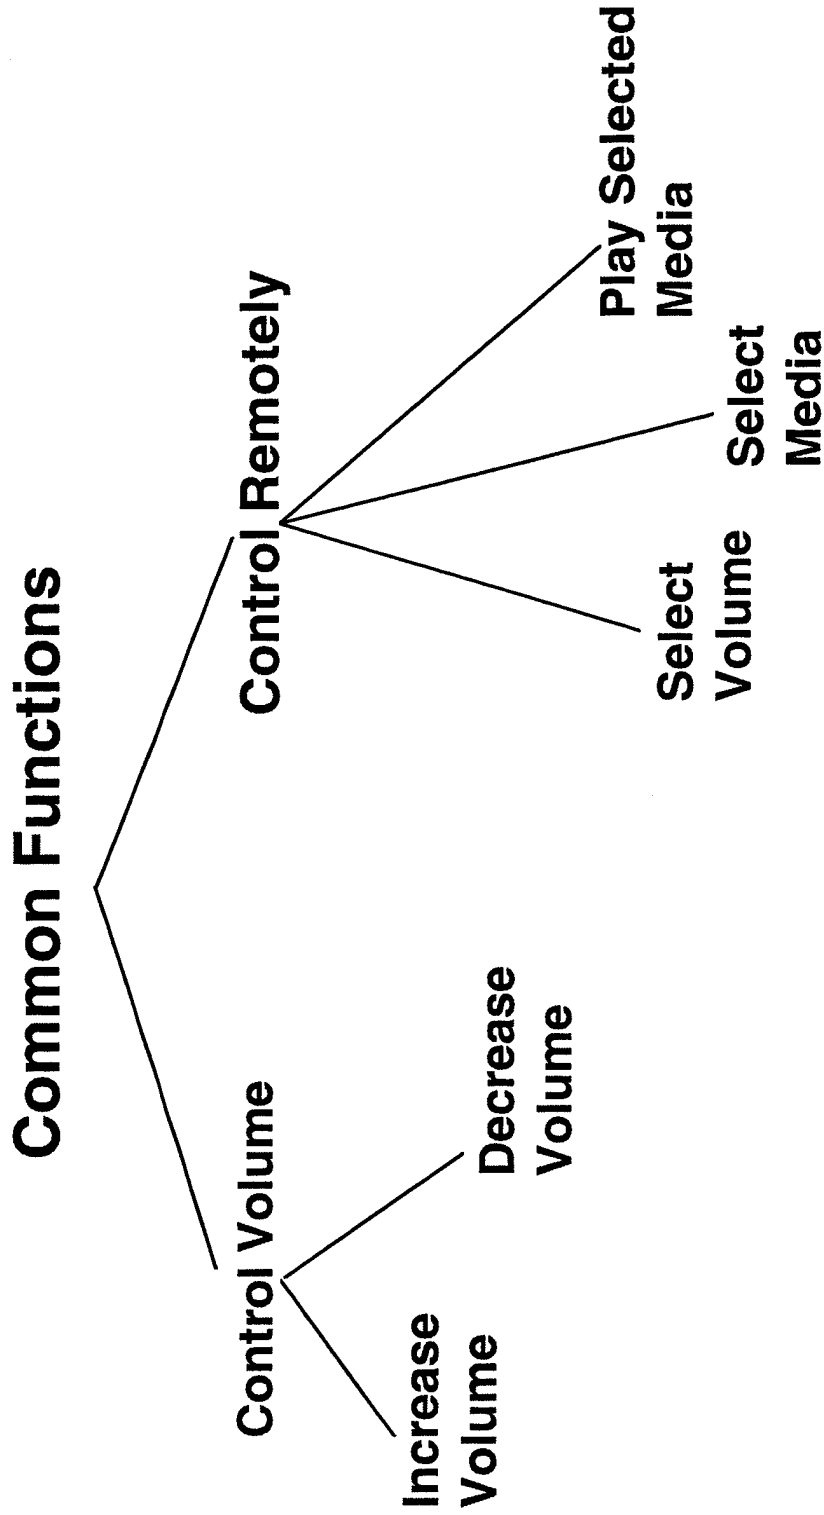 Common Functions
Control Volume
Control Remotely
Increase
Volume
Decrease
Volume
Select
Volume
Select
Media
Play Selected
Media